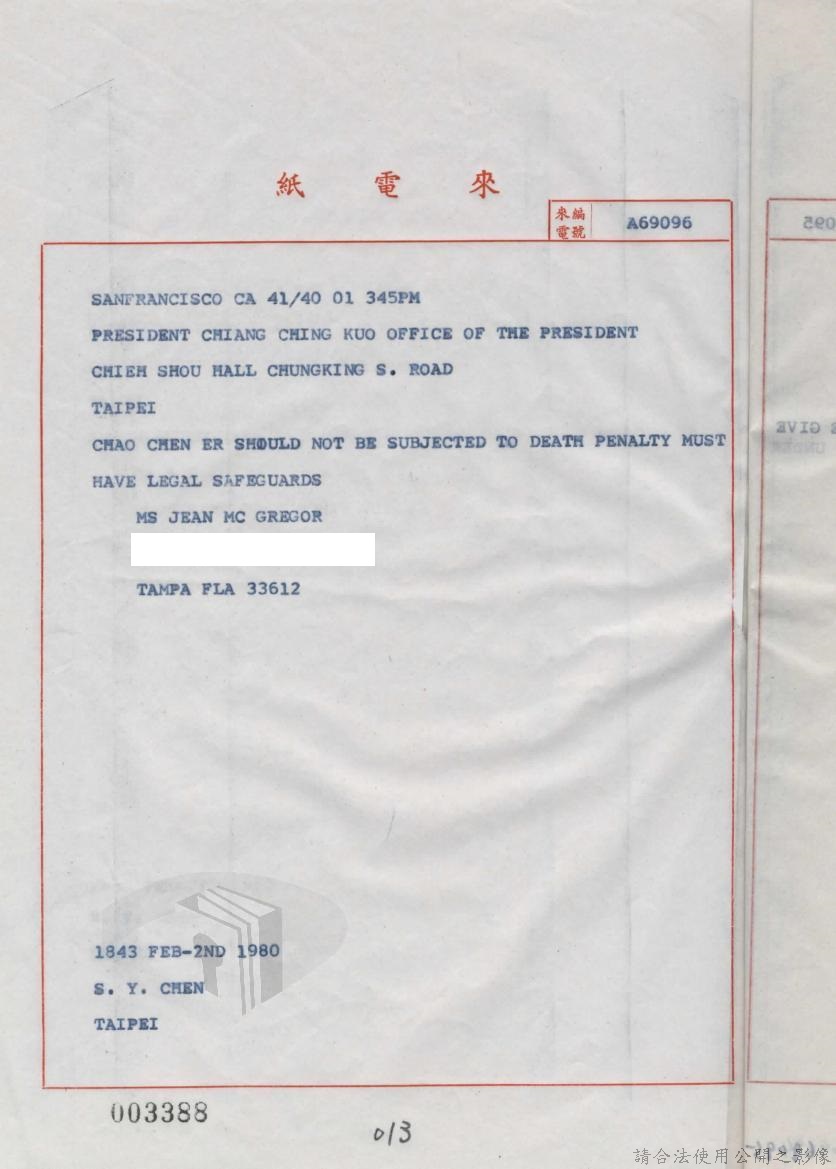 紙 電 來
來電 編號 A69096
SANFRANCISCO CA 41/40 01 345PM
PRESIDENT CHIANG CHING KUO OFFICE OF THE PRESIDENT
CHIEH SHOU HALL CHUNGKING S. ROAD
TAIPEI
CHAO CHEN ER SHOULD NOT BE SUBJECTED TO DEATH PENALTY MUST
HAVE LEGAL SAFEGUARDS
MS JEAN MC GREGOR
TAMPA FLA 33612
1843 FEB-2ND 1980
S. Y. CHEN
TAIPEI
003388
013
請合法使用公開之影像